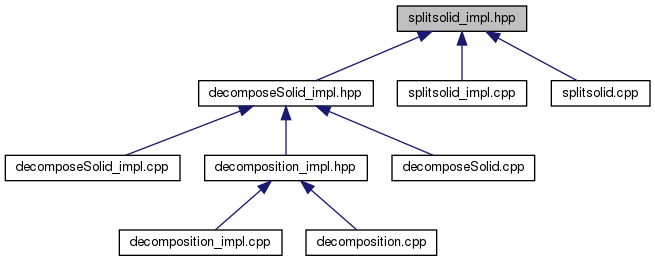 splitsolid_impl.hpp
decomposeSolid_impl.hpp
splitsolid_impl.cpp
splitsolid.cpp
decomposeSolid_impl.cpp
decomposition_impl.hpp
decomposeSolid.cpp
decomposition_impl.cpp
decomposition.cpp